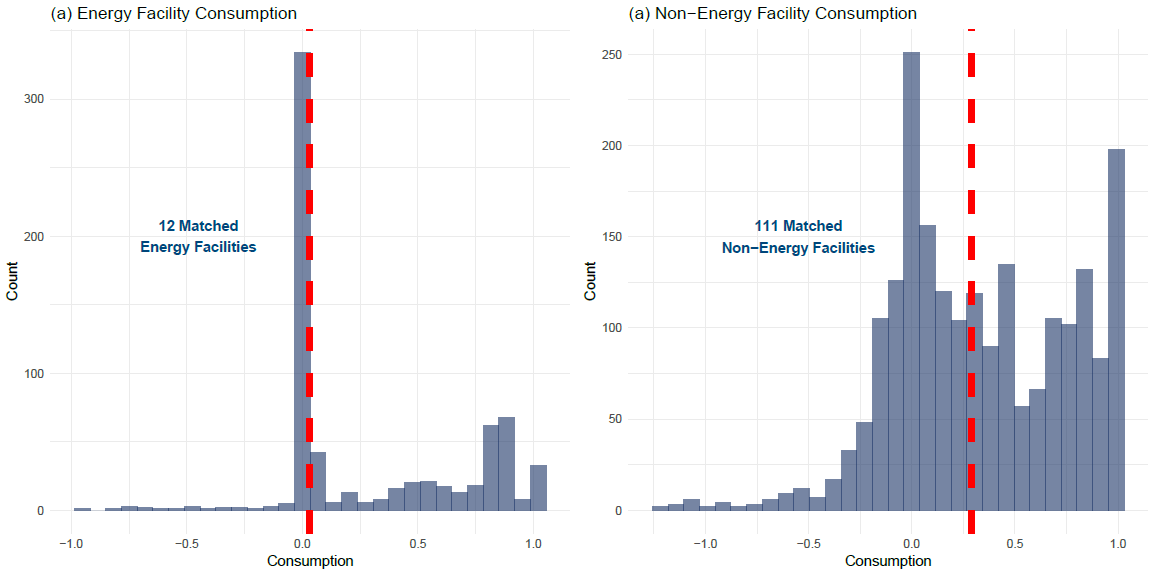 (a) Energy Facility Consumption
300
200
100
0
Count
12 Matched
Energy Facilities
−1.0
−0.5
0.0
0.5
1.0
Consumption
(a) Non−Energy Facility Consumption
250
200
150
100
50
0
Count
111 Matched
Non−Energy Facilities
−1.0
−0.5
0.0
0.5
1.0
Consumption